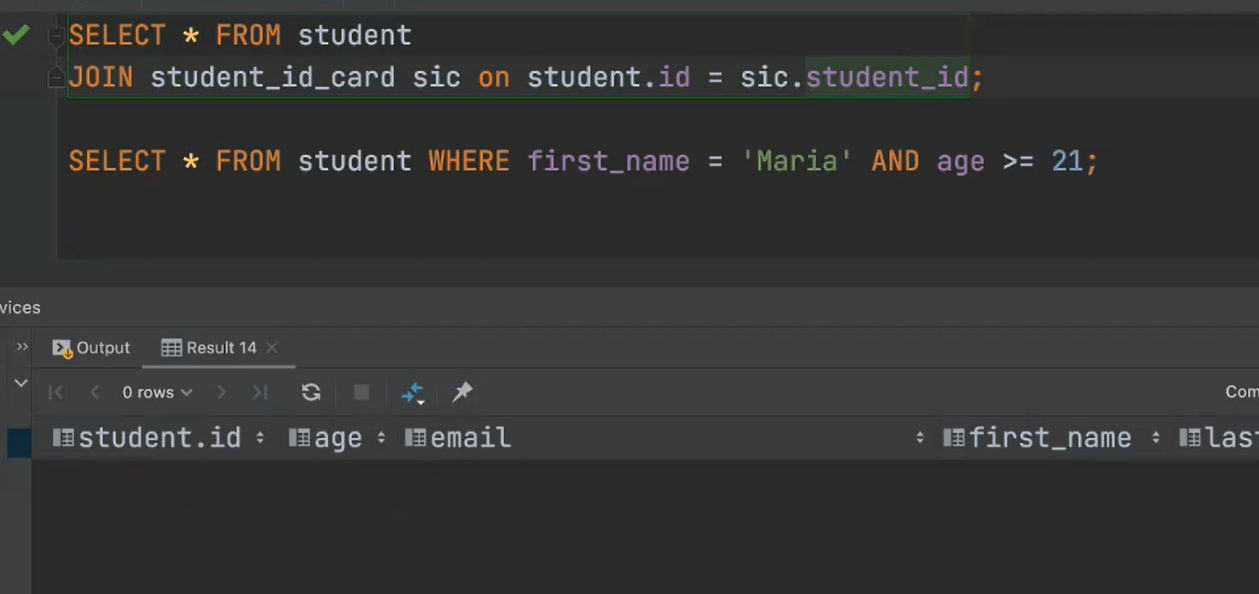 SELECT * FROM student
JOIN student_id_card sic on student.id = sic.student_id;
SELECT * FROM student WHERE first_name = 'Maria' AND age >= 21;
vices
Output Result 14
0 rows Com
student.id age email first_name last